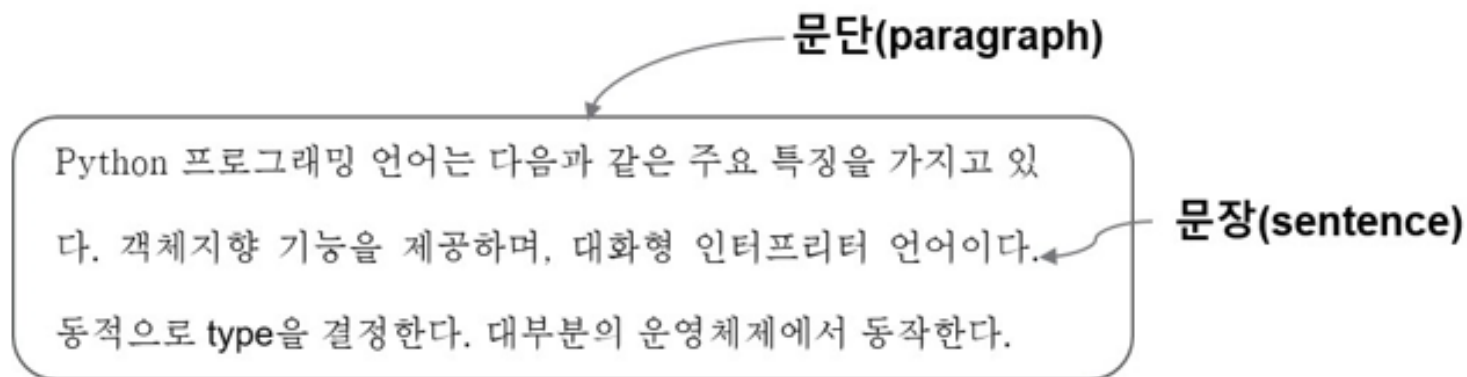 문단(paragraph)
Python 프로그래밍 언어는 다음과 같은 주요 특징을 가지고 있
다. 객체지향 기능을 제공하며, 대화형 인터프리터 언어이다.
문장(sentence)
동적으로 type을 결정한다. 대부분의 운영체제에서 동작한다.